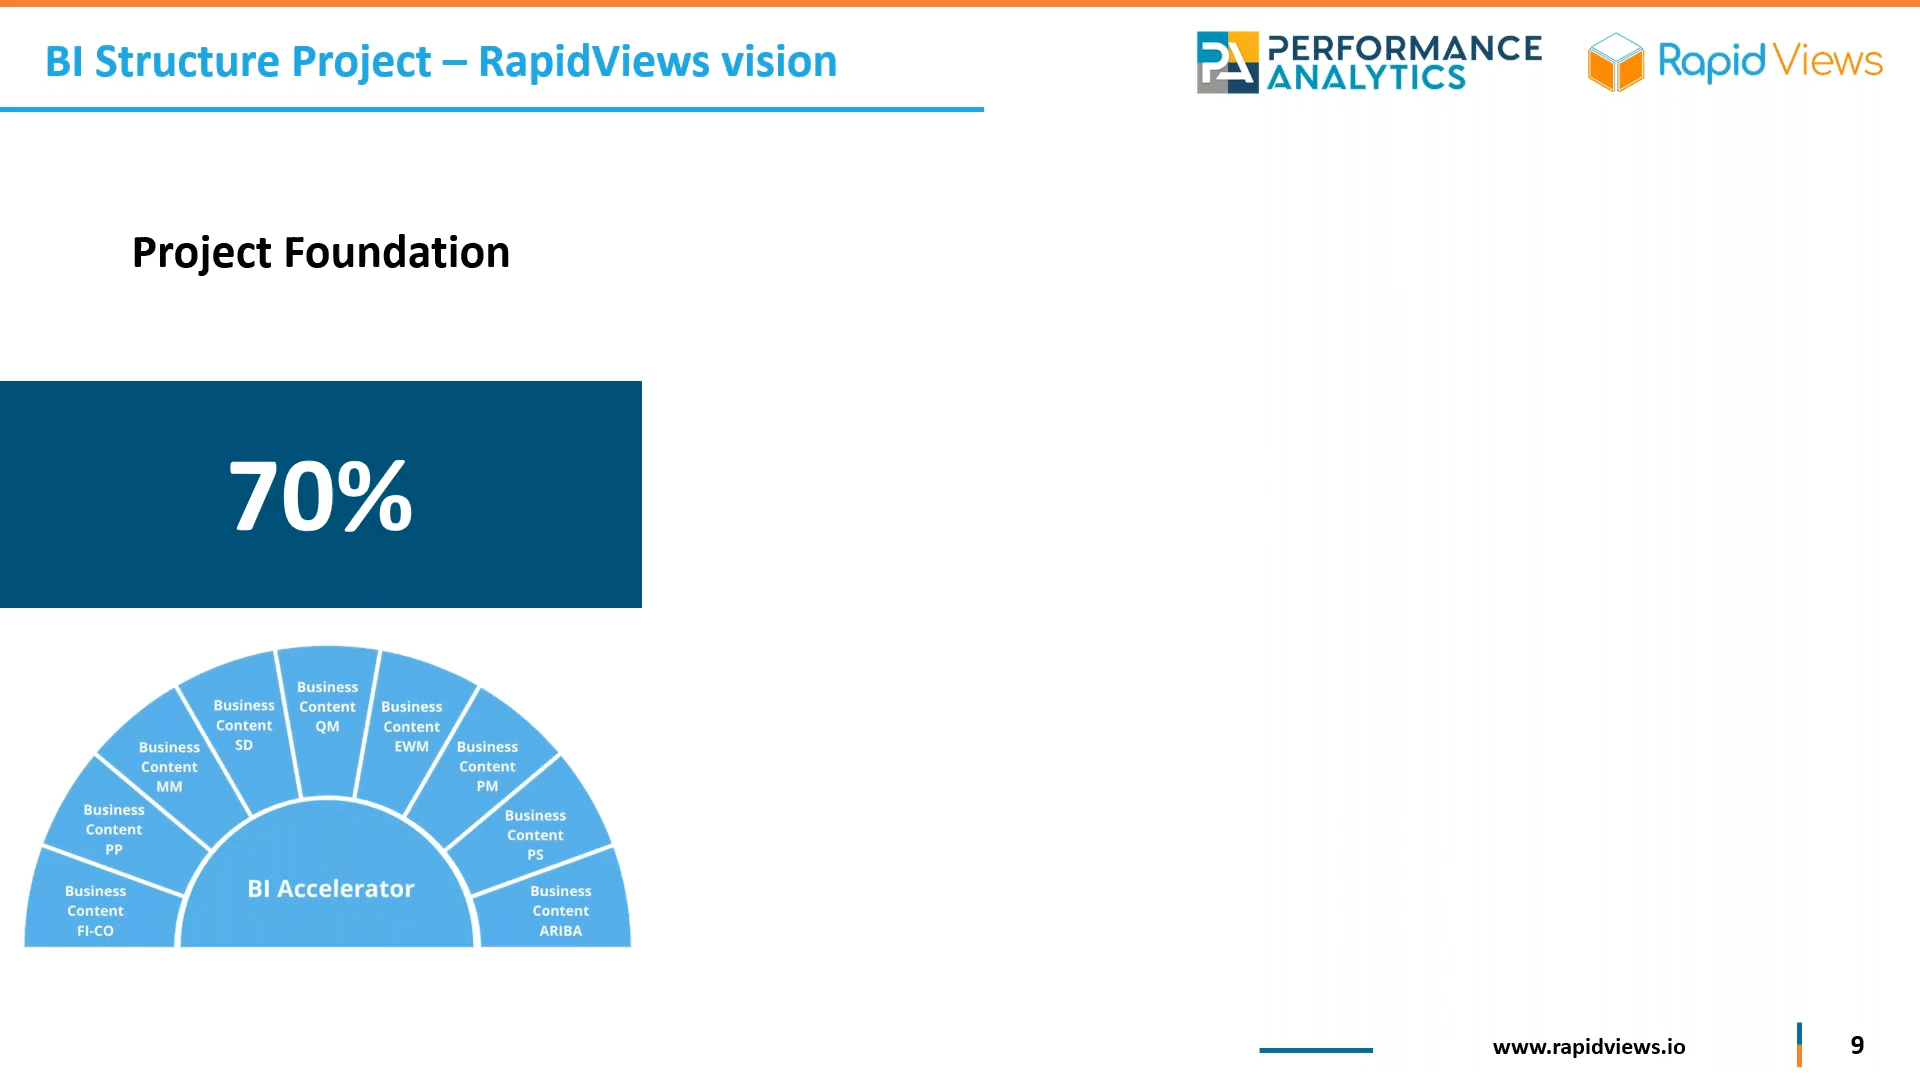 BI Structure Project – RapidViews vision
PA
PERFORMANCE
ANALYTICS
Rapid Views
Project Foundation
70%
Business
Content
FI-CO
Business
Content
PP
Business
Content
MM
Business
Content
SD
Business
Content
QM
Business
Content
EWM
Business
Content
PM
Business
Content
PS
Business
Content
ARIBA
BI Accelerator
www.rapidviews.io
9